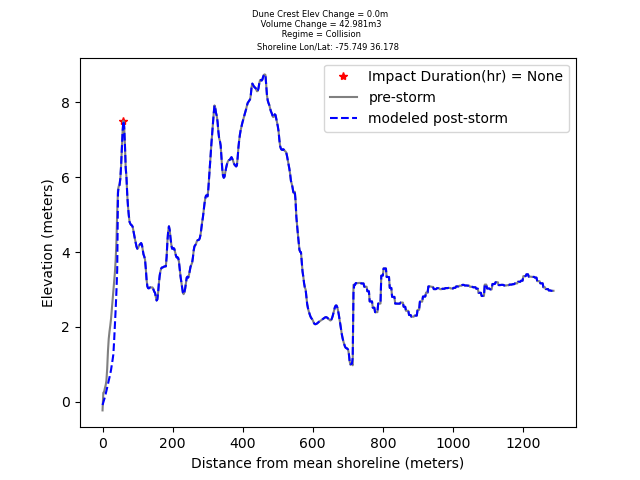 Dune Crest Elev Change = 0.0m
Volume Change = 42.981m3
Regime = Collision
Shoreline Lon/Lat: -75.749 36.178
Impact Duration(hr) = None
pre-storm
modeled post-storm
Elevation (meters)
8
6
4
2
0
0 200 400 600 800 1000 1200
Distance from mean shoreline (meters)